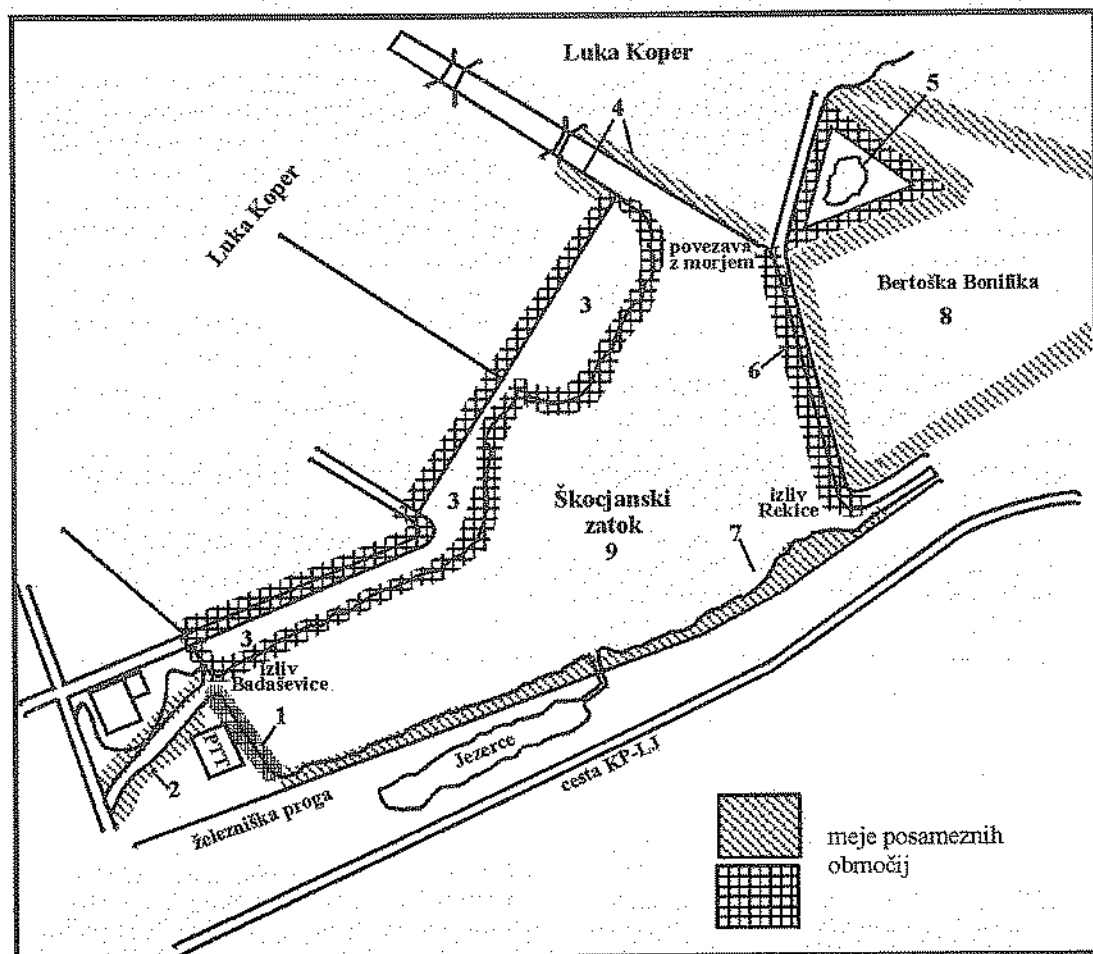 Luka Koper
4
5
Luka Koper
povezava
z morjem
3
Bertoška Bonifika
8
6
3
Škocjanski
zatok
9
izliv
Rekice
7
3
izliv
Badaševice
1
PTT
2
Jezerce
cesta KP-LJ
železniška proga
meje posameznih
območij